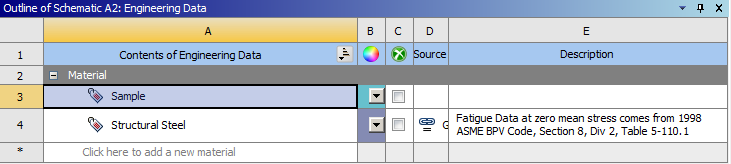 Outline of Schematic A2: Engineering Data
A B C D E
1 Contents of Engineering Data Source Description
2 Material
3 Sample
4 Structural Steel Fatigue Data at zero mean stress comes from 1998
ASME BPV Code, Section 8, Div 2, Table 5-110.1
* Click here to add a new material